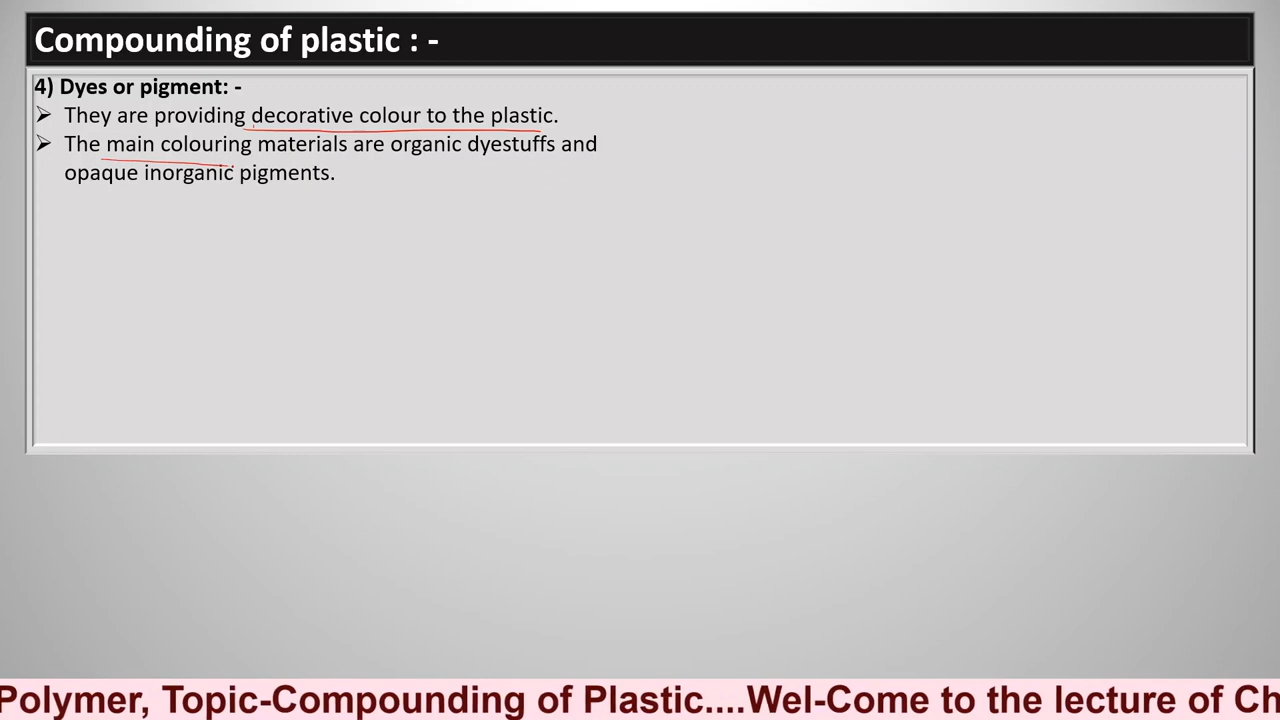 Compounding of plastic : -
4) Dyes or pigment: -
➢ They are providing decorative colour to the plastic.
➢ The main colouring materials are organic dyestuffs and
opaque inorganic pigments.
Polymer, Topic-Compounding of Plastic....Wel-Come to the lecture of Ch